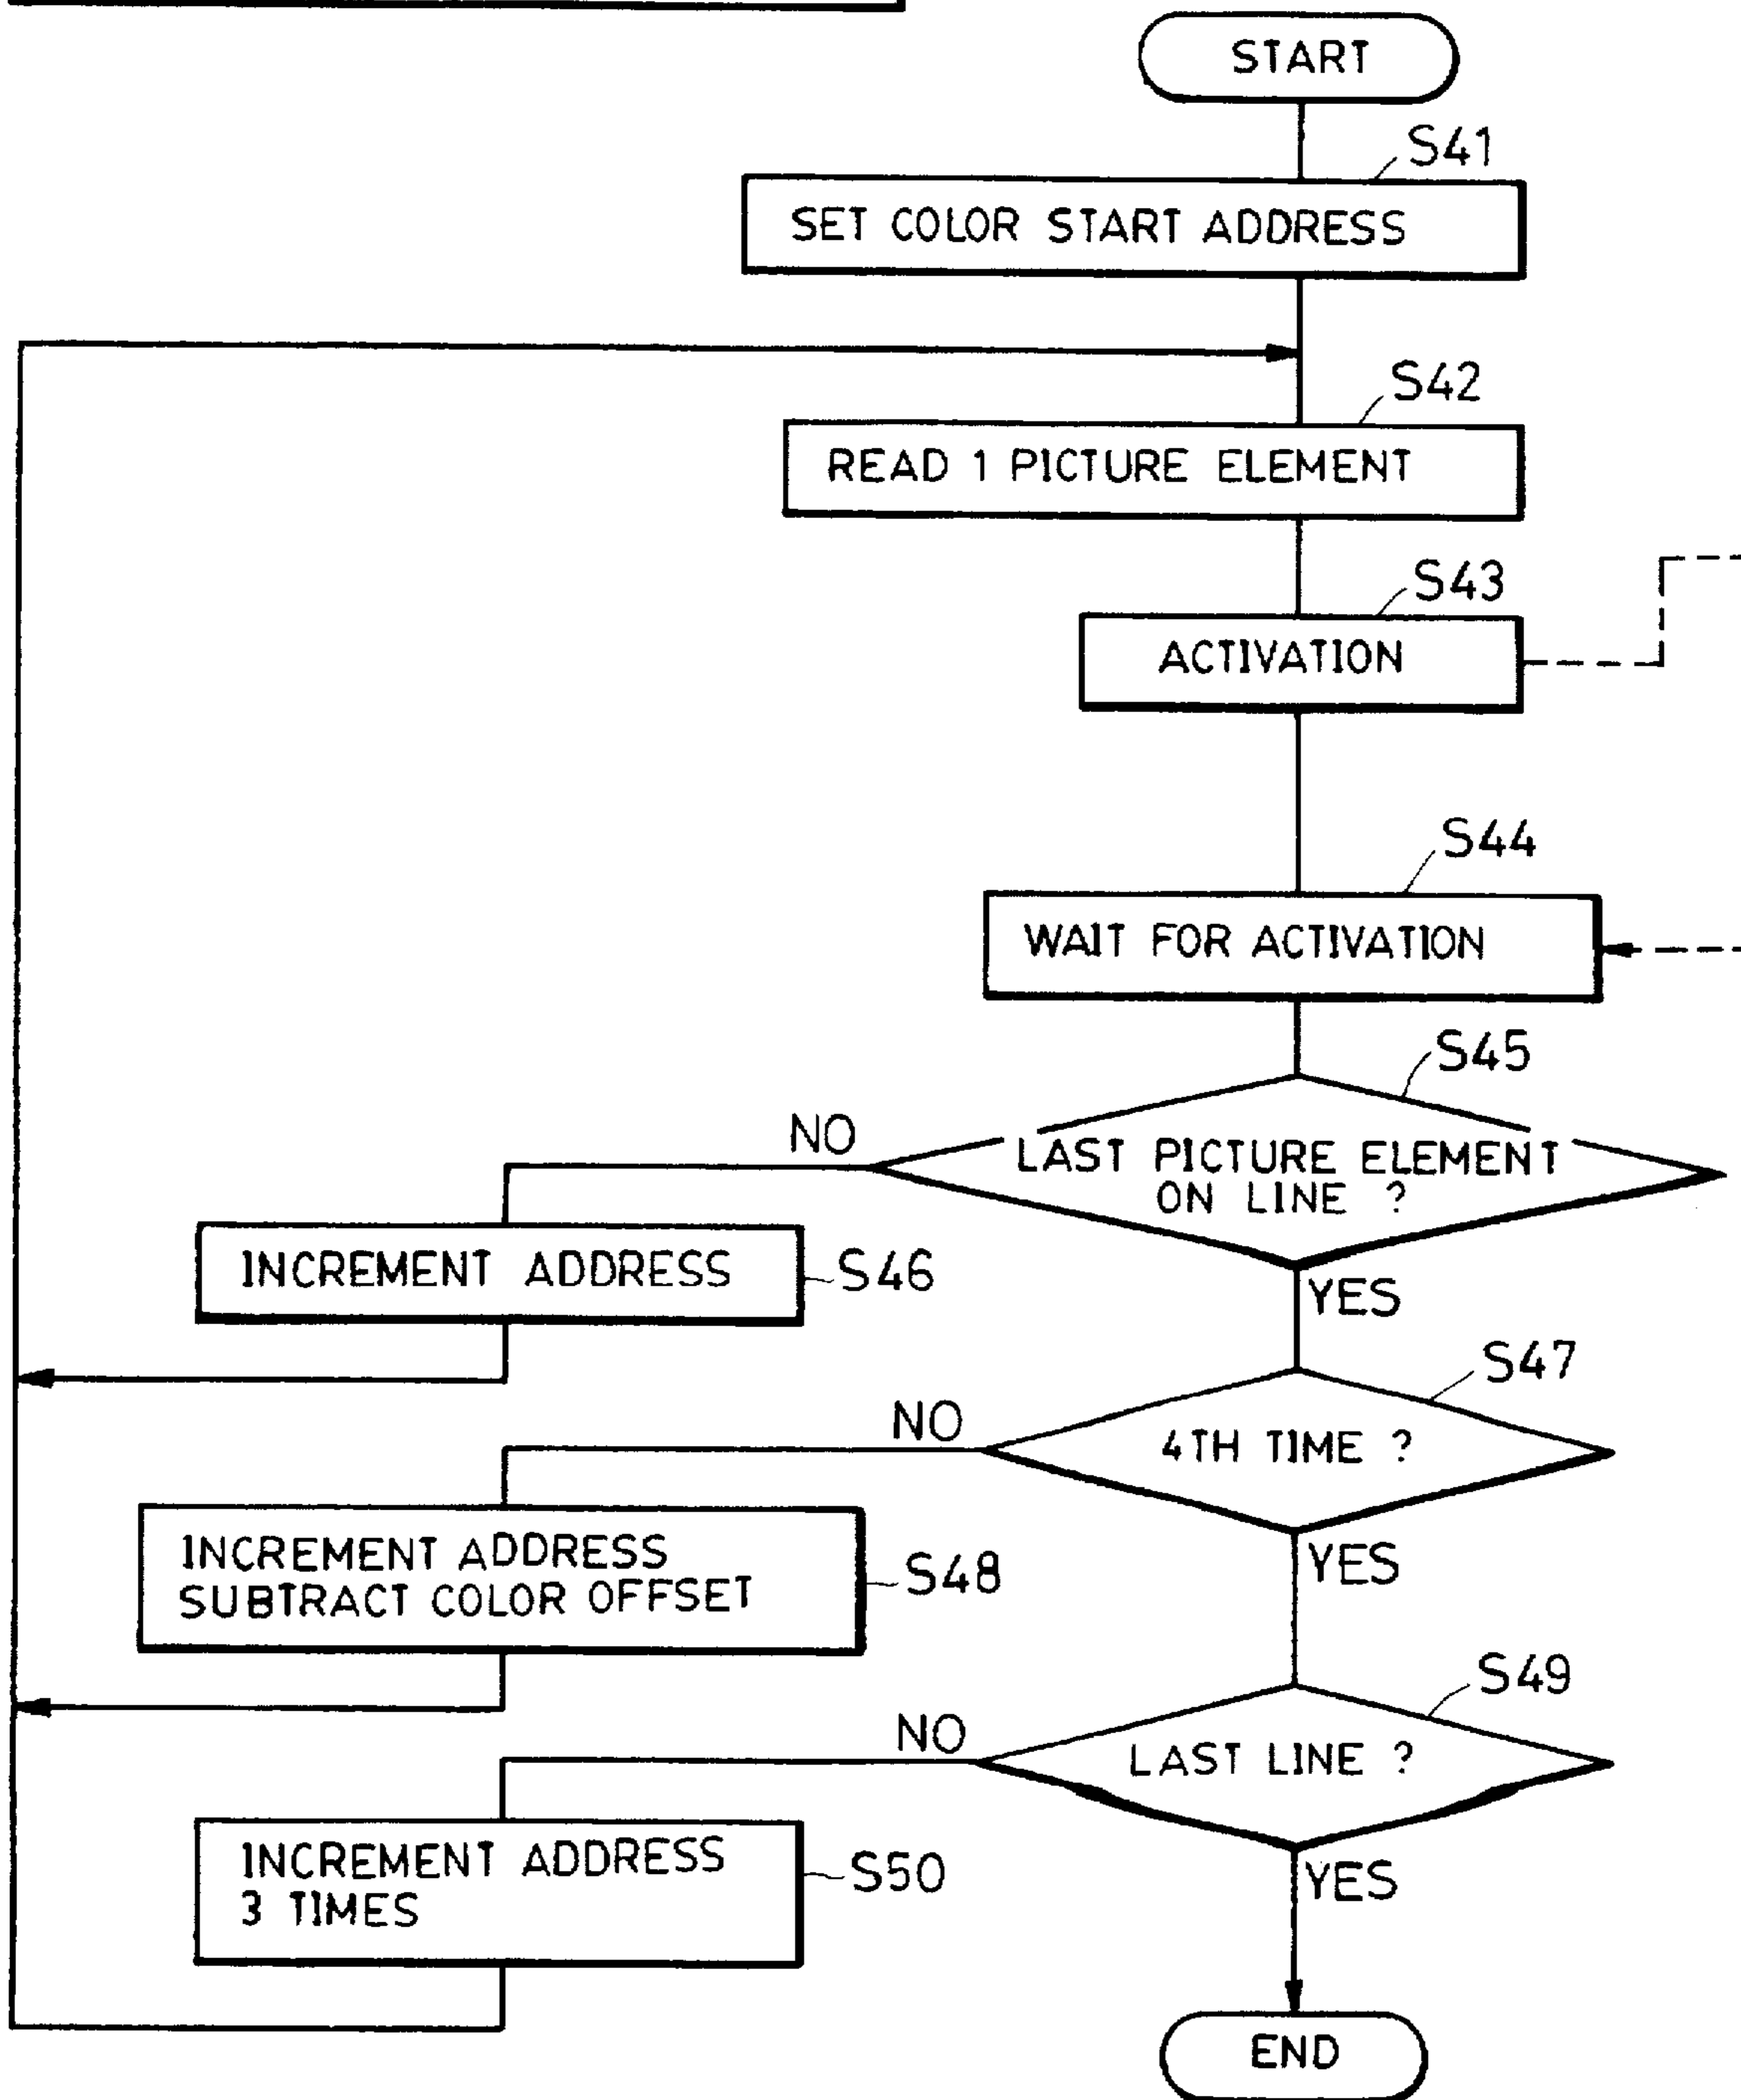 START
S41
SET COLOR START ADDRESS
S42
READ 1 PICTURE ELEMENT
S43
ACTIVATION
S44
WAIT FOR ACTIVATION
S45
NO
LAST PICTURE ELEMENT
ON LINE ?
YES
INCREMENT ADDRESS
S46
S47
NO
4TH TIME ?
YES
INCREMENT ADDRESS
SUBTRACT COLOR OFFSET
S48
S49
NO
LAST LINE ?
YES
INCREMENT ADDRESS
3 TIMES
S50
END